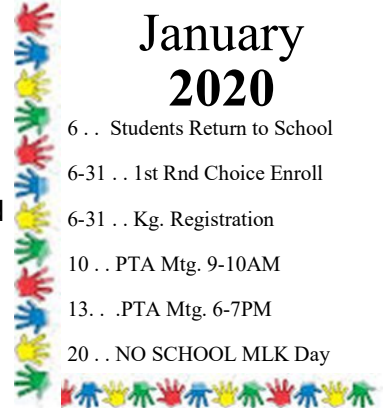 January
2020
6 . .  Students Return to School
6-31 . . 1st Rnd Choice Enroll
6-31 . . Kg. Registration
10 . . PTA Mtg. 9-10AM
13. . .PTA Mtg. 6-7PM
20 . . NO SCHOOL MLK Day